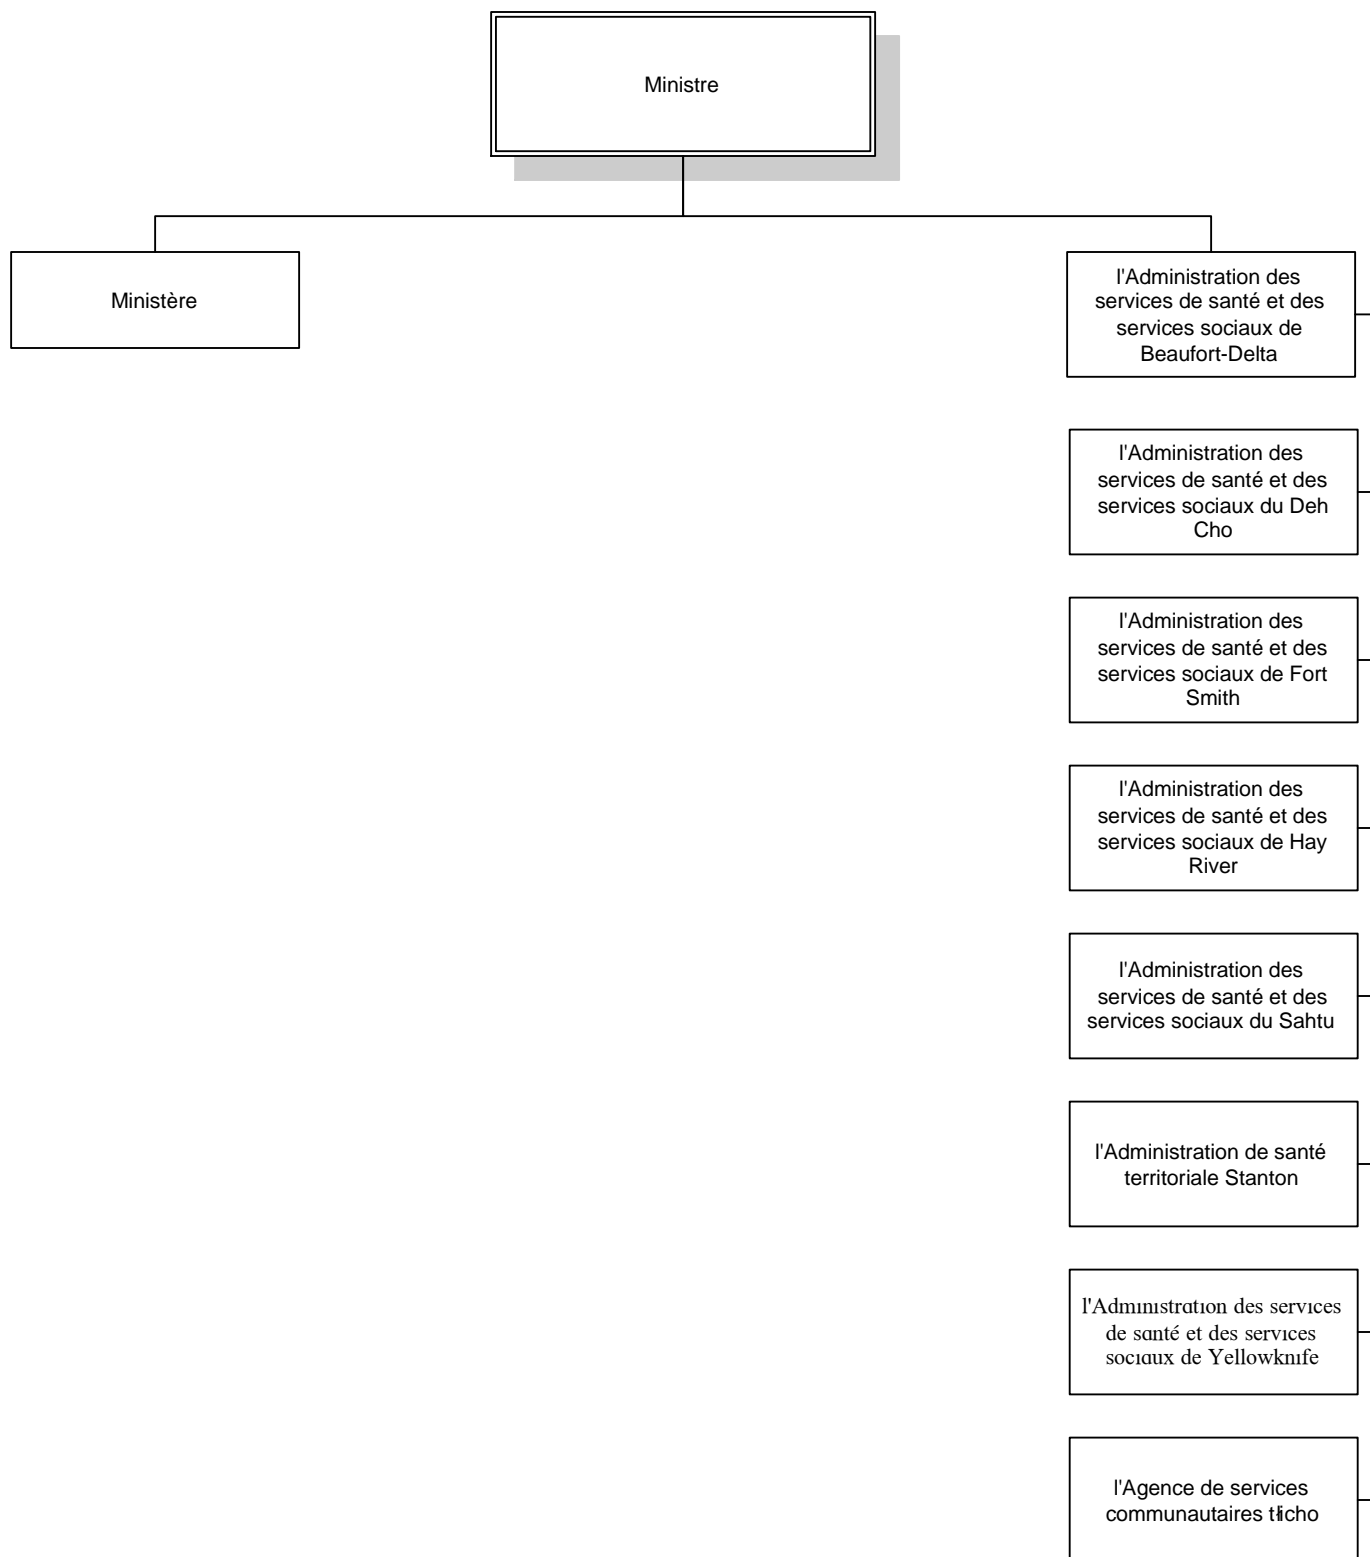 Ministre
Ministère
l'Administration des
services de santé et des
services sociaux de
Beaufort-Delta
l'Administration des
services de santé et des
services sociaux du Deh
Cho
l'Administration des
services de santé et des
services sociaux de Fort
Smith
l'Administration des
services de santé et des
services sociaux de Hay
River
l'Administration des
services de santé et des
services sociaux du Sahtu
l'Administration de santé
territoriale Stanton
l'Administration des services
de santé et des services
sociaux de Yellowknife
l'Agence de services
communautaires tłicho